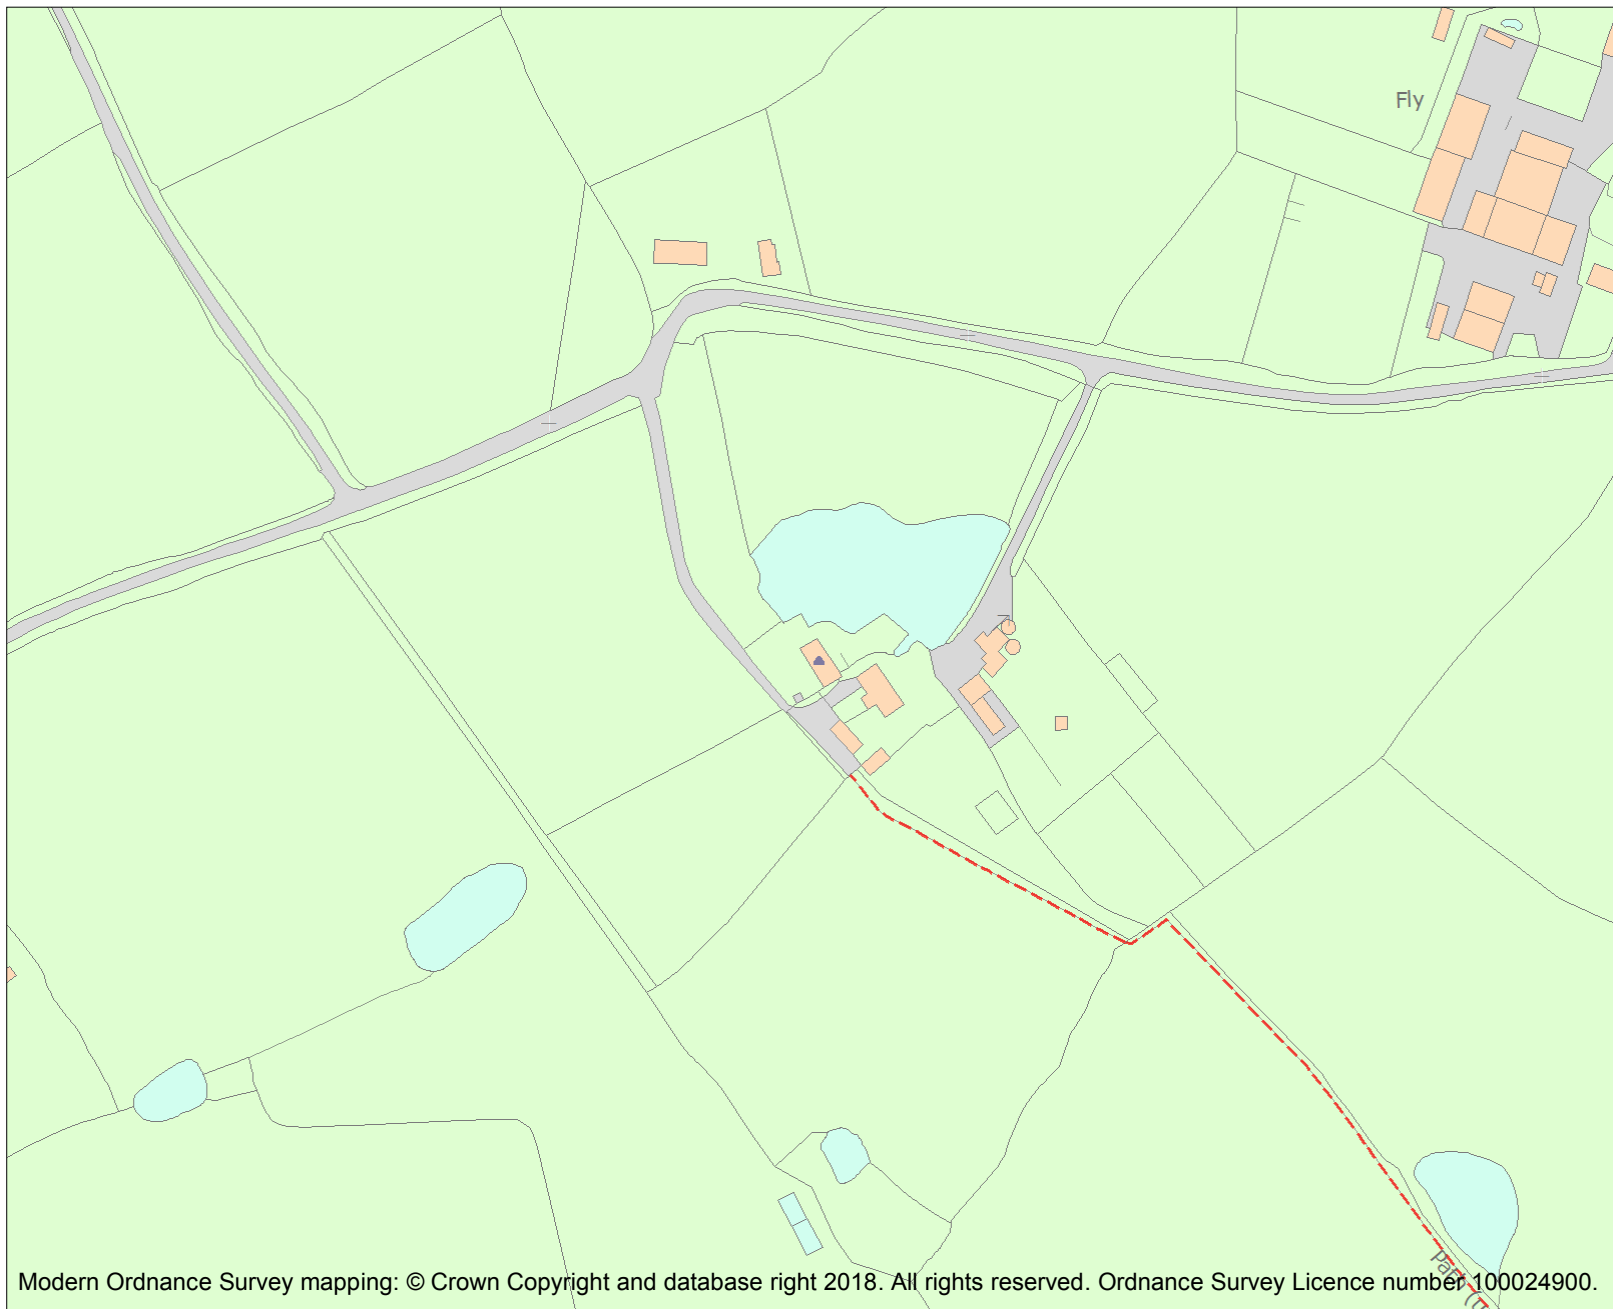 Fly
Path (u
Modern Ordnance Survey mapping: © Crown Copyright and database right 2018. All rights reserved. Ordnance Survey Licence number 100024900.